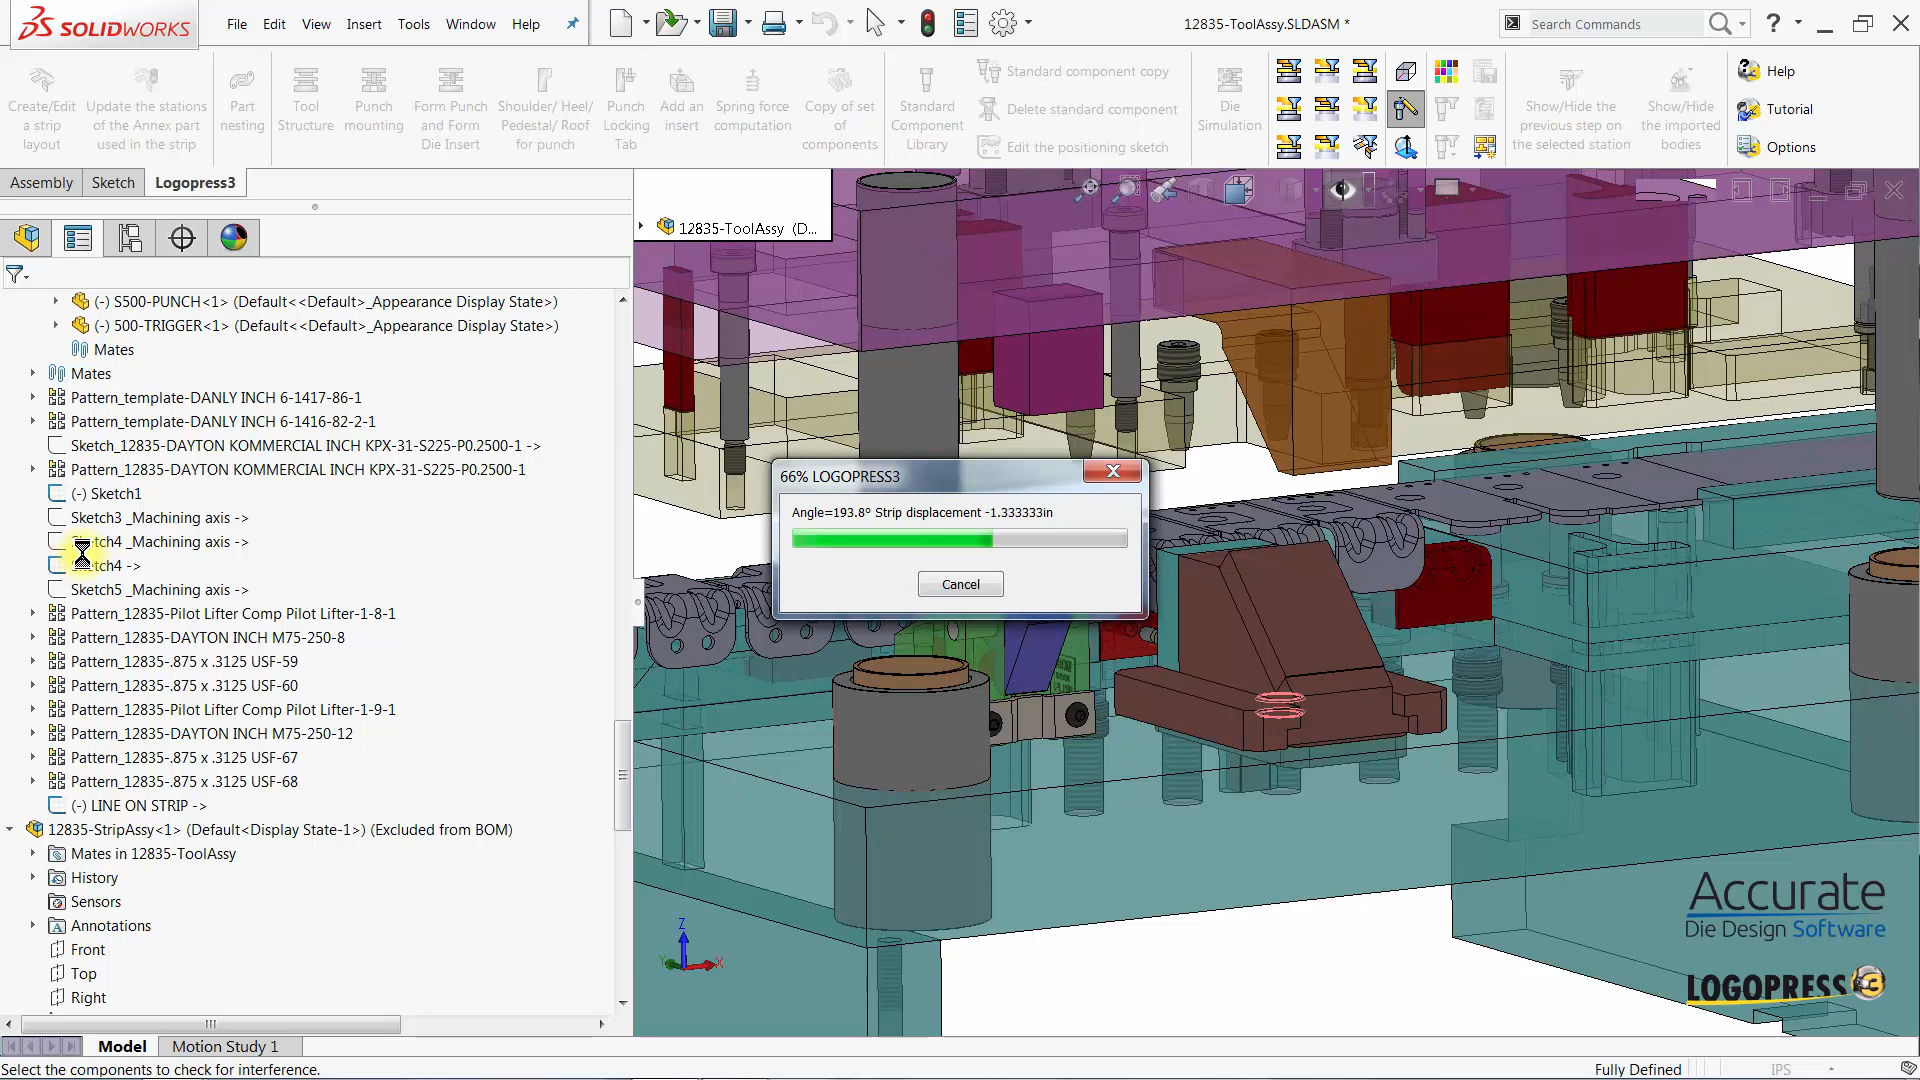 SOLIDWORKS
File Edit View Insert Tools Window Help
12835-ToolAssy.SLDASM *
Search Commands
?
Create/Edit a strip layout
Update the stations of the Annex part used in the strip
Part nesting
Tool Structure
Punch mounting
Form Punch and Form Die Insert
Shoulder/ Heel/ Pedestal/ Roof for punch
Punch Locking Tab
Add an insert
Spring force computation
Copy of set of components
Standard Component Library
Standard component copy
Delete standard component
Edit the positioning sketch
Die Simulation
Show/Hide the previous step on the selected station
Show/Hide the imported bodies
Help
Tutorial
Options
Assembly Sketch Logopress3
12835-ToolAssy (D...
(-) S500-PUNCH<1> (Default<<Default>_Appearance Display State>)
(-) 500-TRIGGER<1> (Default<<Default>_Appearance Display State>)
Mates
Mates
Pattern_template-DANLY INCH 6-1417-86-1
Pattern_template-DANLY INCH 6-1416-82-2-1
Sketch_12835-DAYTON KOMMERCIAL INCH KPX-31-S225-P0.2500-1 ->
Pattern_12835-DAYTON KOMMERCIAL INCH KPX-31-S225-P0.2500-1
(-) Sketch1
Sketch3 _Machining axis ->
Sketch4 _Machining axis ->
Sketch4 ->
Sketch5 _Machining axis ->
Pattern_12835-Pilot Lifter Comp Pilot Lifter-1-8-1
Pattern_12835-DAYTON INCH M75-250-8
Pattern_12835-.875 x .3125 USF-59
Pattern_12835-.875 x .3125 USF-60
Pattern_12835-Pilot Lifter Comp Pilot Lifter-1-9-1
Pattern_12835-DAYTON INCH M75-250-12
Pattern_12835-.875 x .3125 USF-67
Pattern_12835-.875 x .3125 USF-68
(-) LINE ON STRIP ->
12835-StripAssy<1> (Default<Display State-1>) (Excluded from BOM)
Mates in 12835-ToolAssy
History
Sensors
Annotations
Front
Top
Right
66% LOGOPRESS3
Angle=193.8º Strip displacement -1.333333in
Cancel
Z
X
Accurate
Die Design Software
LOGOPRESS3
Model Motion Study 1
Select the components to check for interference.
Fully Defined
IPS